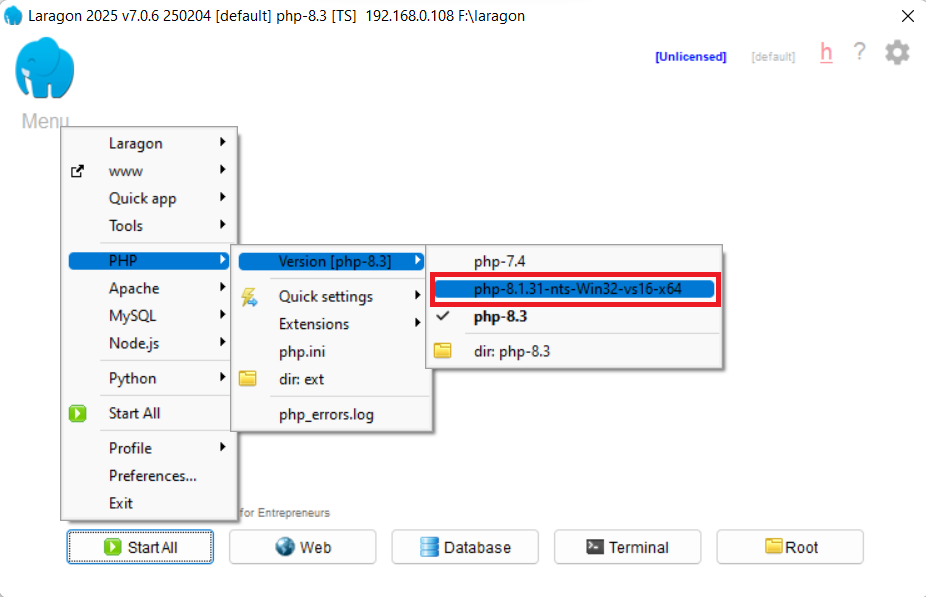 Laragon 2025 v7.0.6 250204 [default] php-8.3 [TS] 192.168.0.108 F:\laragon
[Unlicensed]
[default]
h
?
Menu
Laragon
www
Quick app
Tools
PHP
Apache
MySQL
Node.js
Python
Start All
Profile
Preferences...
Exit
Version [php-8.3]
Quick settings
Extensions
php.ini
dir: ext
php_errors.log
php-7.4
php-8.1.31-nts-Win32-vs16-x64
php-8.3
dir: php-8.3
for Entrepreneurs
Start All
Web
Database
Terminal
Root